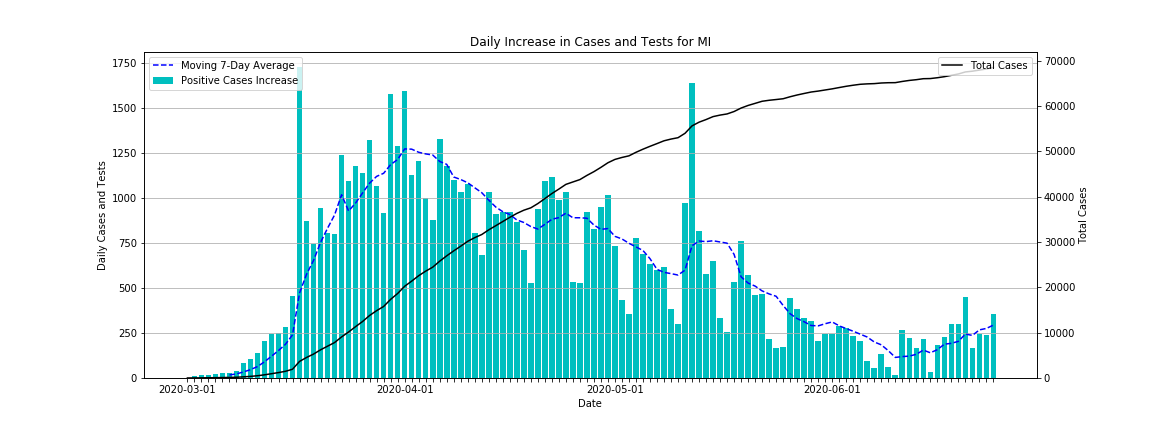 Daily Increase in Cases and Tests for MI
Moving 7-Day Average
Positive Cases Increase
Total Cases
Daily Cases and Tests
1750
1500
1250
1000
750
500
250
0
70000
60000
50000
40000
30000
20000
10000
0
Total Cases
2020-03-01
2020-04-01
2020-05-01
2020-06-01
Date